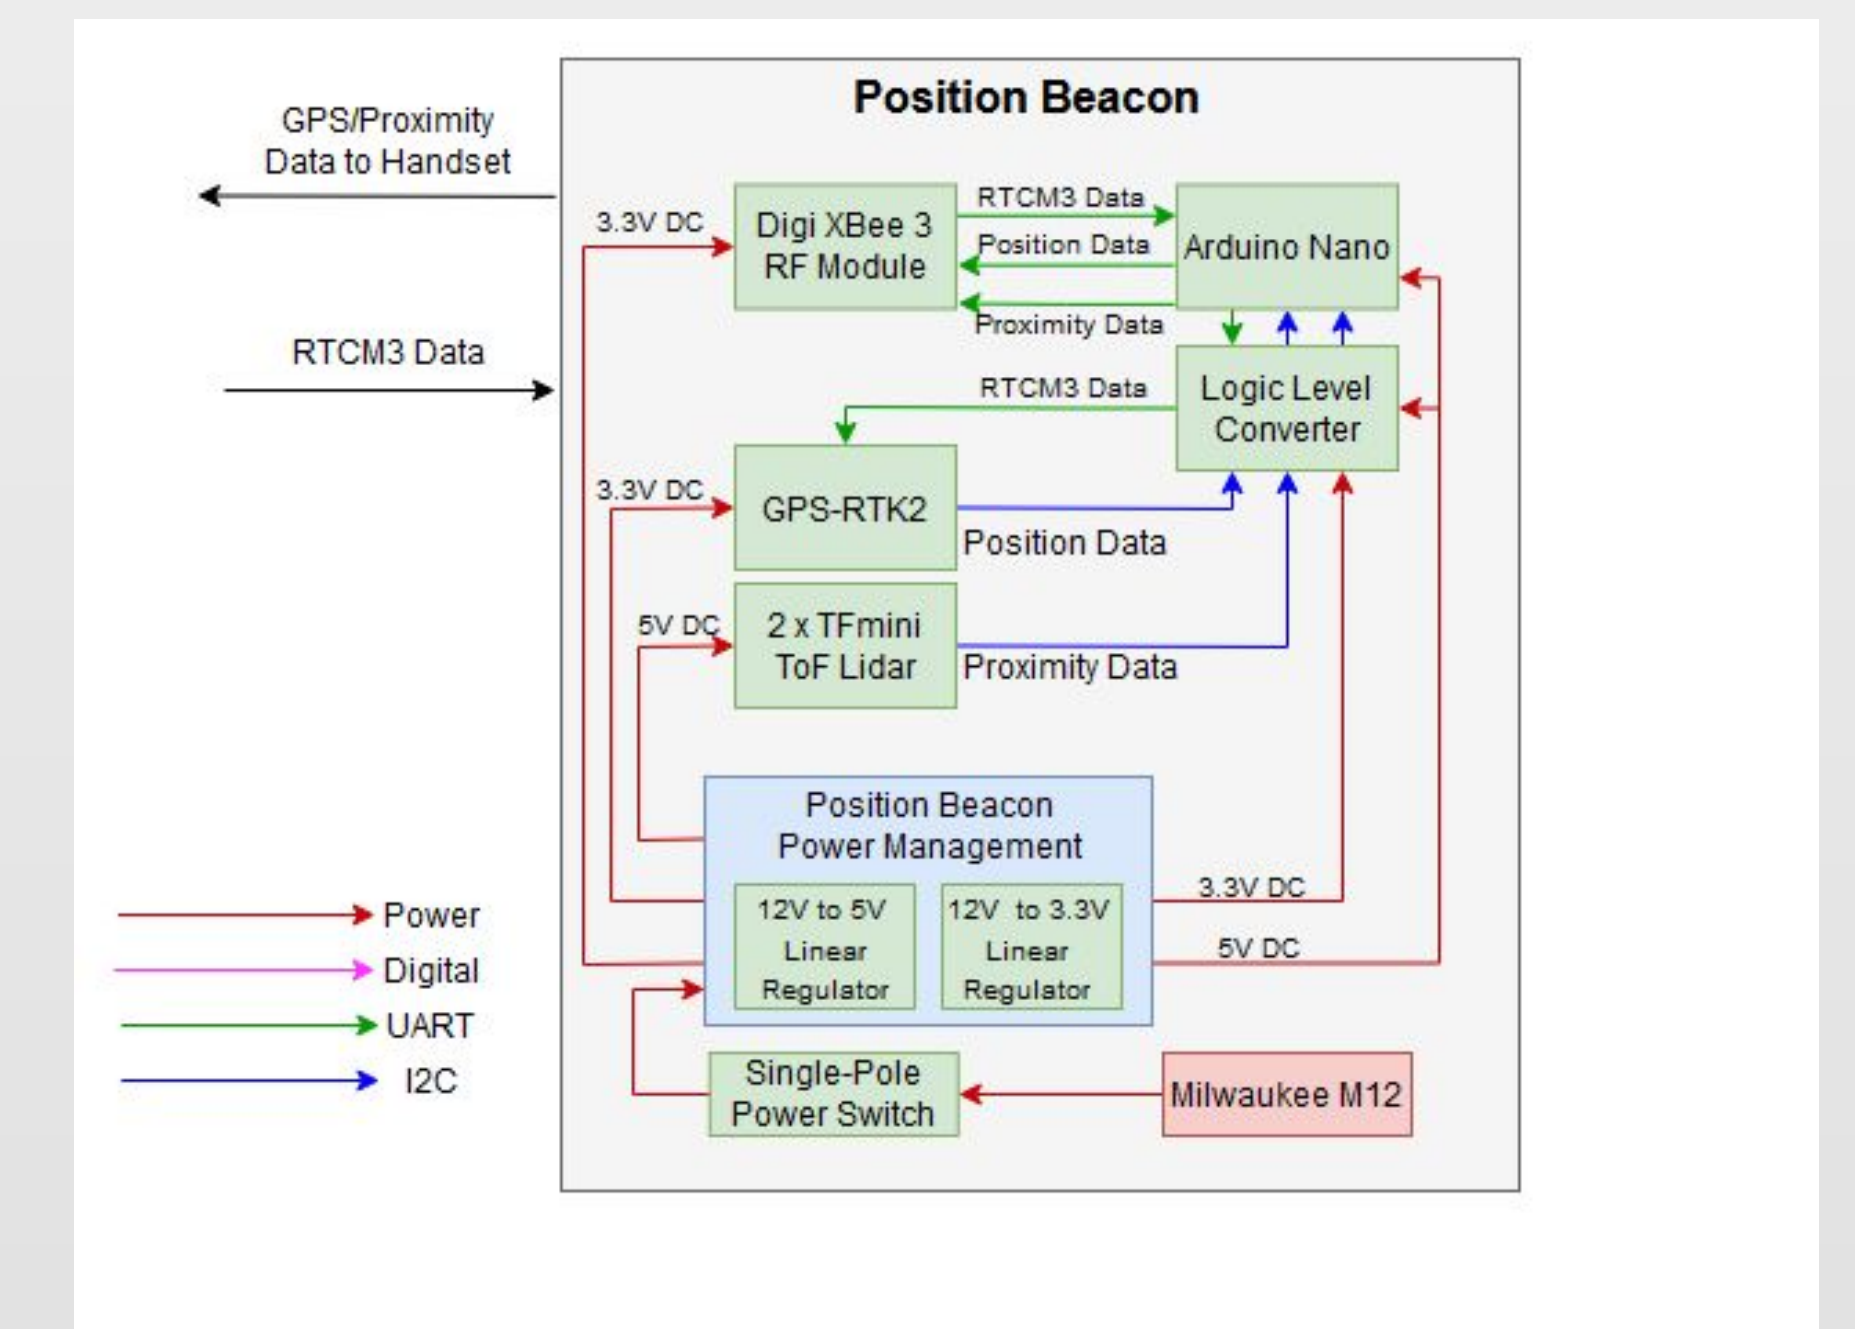 Position Beacon
GPS/Proximity
Data to Handset
3.3V DC
Digi XBee 3
RF Module
RTCM3 Data
Position Data
Proximity Data
Arduino Nano
RTCM3 Data
RTCM3 Data
Logic Level
Converter
3.3V DC
GPS-RTK2
Position Data
5V DC
2 x TFmini
ToF Lidar
Proximity Data
Position Beacon
Power Management
12V to 5V
Linear
Regulator
12V to 3.3V
Linear
Regulator
3.3V DC
5V DC
Power
Digital
UART
I2C
Single-Pole
Power Switch
Milwaukee M12